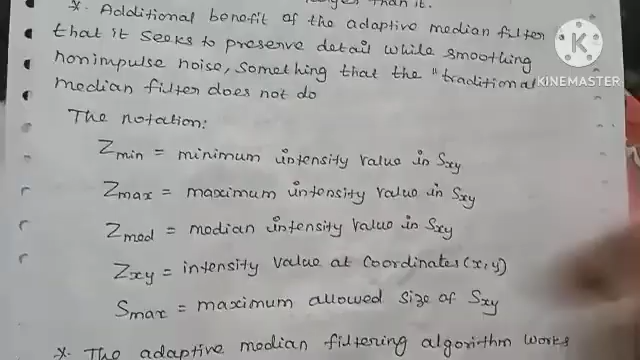 than it.
*. Additional benefit of the adaptive median filter
that it seeks to preserve detail while smoothing
nonimpulse noise, something that the "traditional"
median filter does not do
The notation:
Zmin = minimum intensity value in Sxy
Zmax = maximum intensity value in Sxy
Zmed = median intensity value in Sxy
Zxy = intensity value at coordinates (x,y)
Smax = maximum allowed size of Sxy
*. The adaptive median filtering algorithm works
KINEMASTER